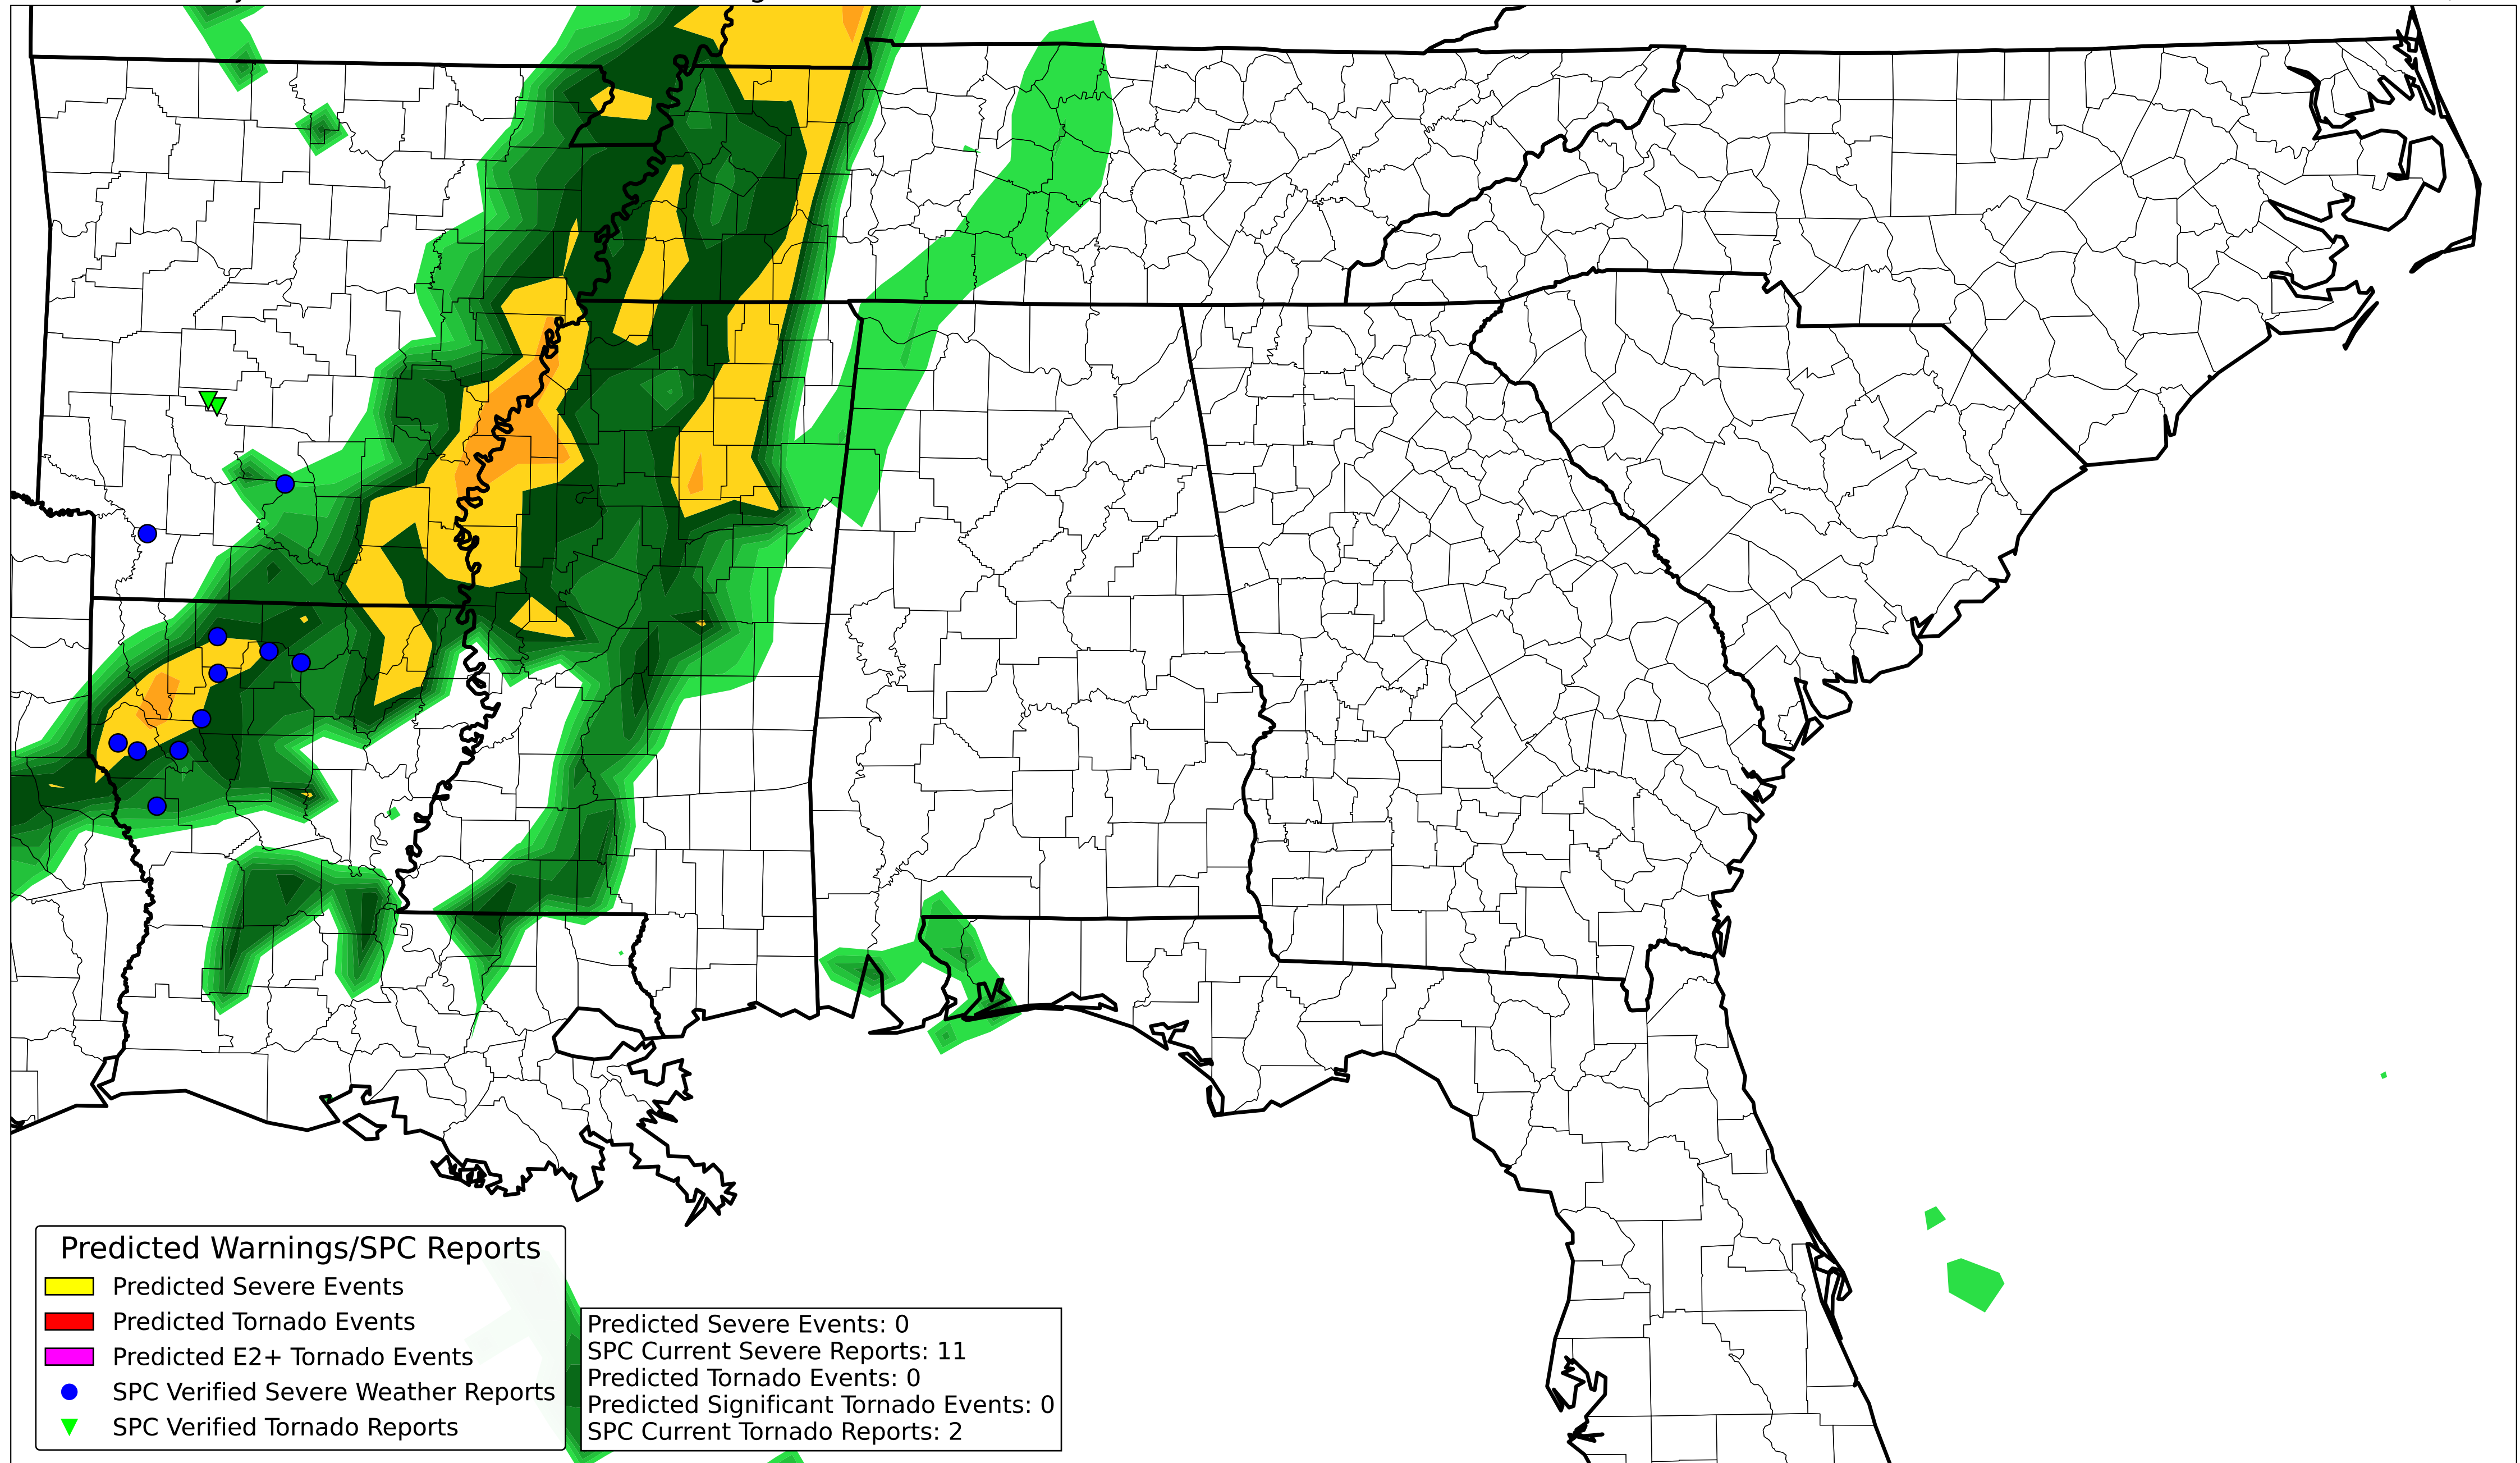 Predicted Warnings/SPC Reports
Predicted Severe Events
Predicted Tornado Events
Predicted E2+ Tornado Events
SPC Verified Severe Weather Reports
SPC Verified Tornado Reports
Predicted Severe Events: 0
SPC Current Severe Reports: 11
Predicted Tornado Events: 0
Predicted Significant Tornado Events: 0
SPC Current Tornado Reports: 2